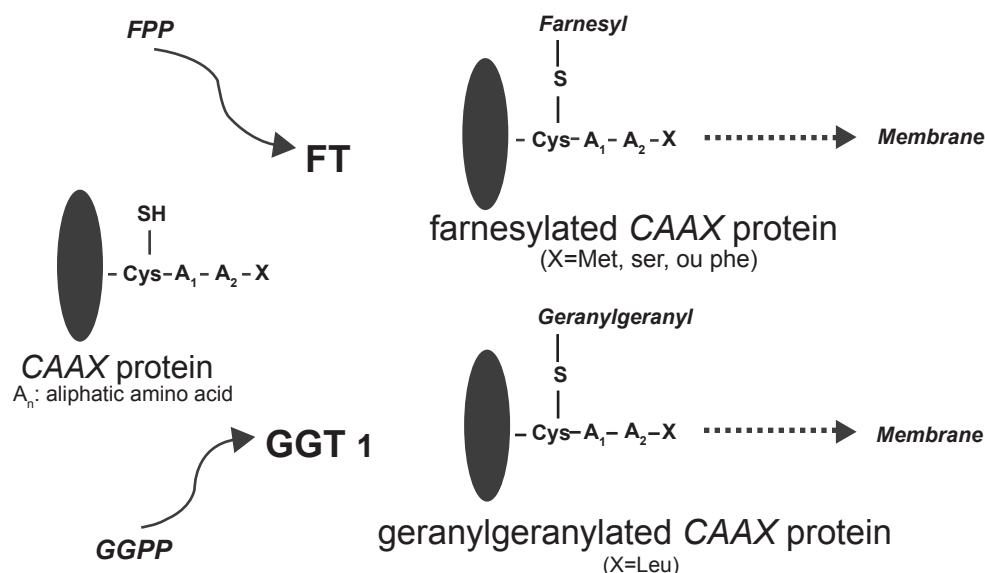 FPP
FT
SH
Cys–A₁–A₂–X
CAAX protein
Aₙ: aliphatic amino acid
GGPP
GGT 1
Farnesyl
S
Cys–A₁–A₂–X
Membrane
farnesylated CAAX protein
(X=Met, ser, ou phe)
Geranylgeranyl
S
Cys–A₁–A₂–X
Membrane
geranylgeranylated CAAX protein
(X=Leu)